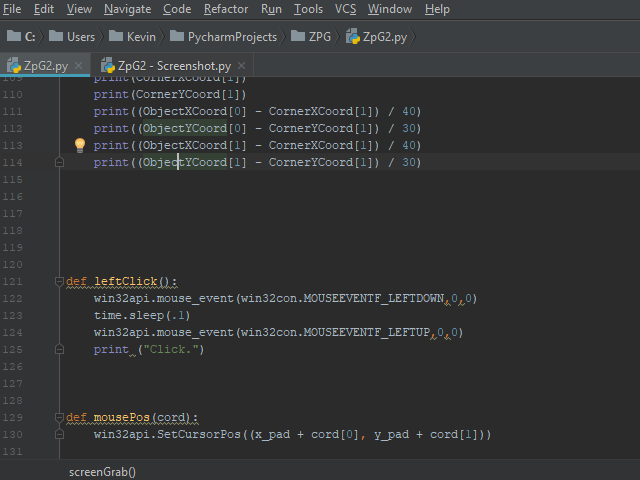 File Edit View Navigate Code Refactor Run Tools VCS Window Help
C: Users Kevin PycharmProjects ZPG ZpG2.py
ZpG2.py × ZpG2 - Screenshot.py ×
109 print(CornerXCoord[1])
110 print(CornerYCoord[1])
111 print((ObjectXCoord[0] - CornerXCoord[1]) / 40)
112 print((ObjectYCoord[0] - CornerYCoord[1]) / 30)
113 print((ObjectXCoord[1] - CornerXCoord[1]) / 40)
114 print((ObjectYCoord[1] - CornerYCoord[1]) / 30)
115
116
117
118
119
120
121 def leftClick():
122 win32api.mouse_event(win32con.MOUSEEVENTF_LEFTDOWN,0,0)
123 time.sleep(.1)
124 win32api.mouse_event(win32con.MOUSEEVENTF_LEFTUP,0,0)
125 print ("Click.")
126
127
128
129 def mousePos(cord):
130 win32api.SetCursorPos((x_pad + cord[0], y_pad + cord[1]))
131
screenGrab()